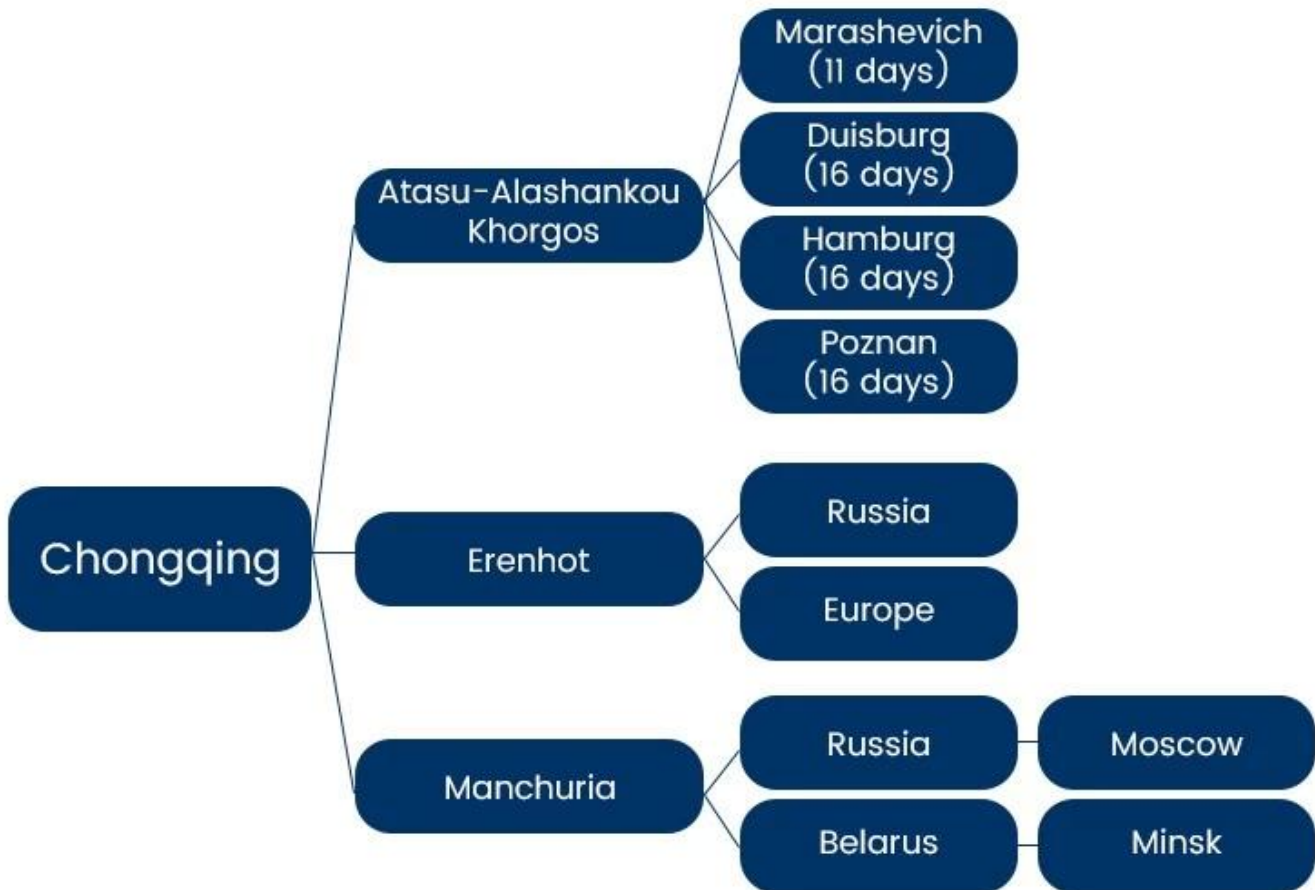 Marashevich
(11 days)
Duisburg
(16 days)
Atasu-Alashankou
Khorgos
Hamburg
(16 days)
Poznan
(16 days)
Chongqing
Erenhot
Russia
Europe
Manchuria
Russia
Moscow
Belarus
Minsk